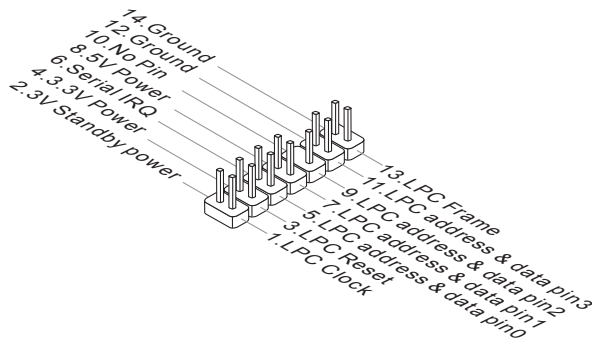 14.Ground
12.Ground
10.No Pin
8.5V Power
6.Serial IRQ
4.3.3V Power
2.3V Standby power
13.LPC Frame
11.LPC address & data pin3
9.LPC address & data pin2
7.LPC address & data pin1
5.LPC address & data pin0
3.LPC Reset
1.LPC Clock